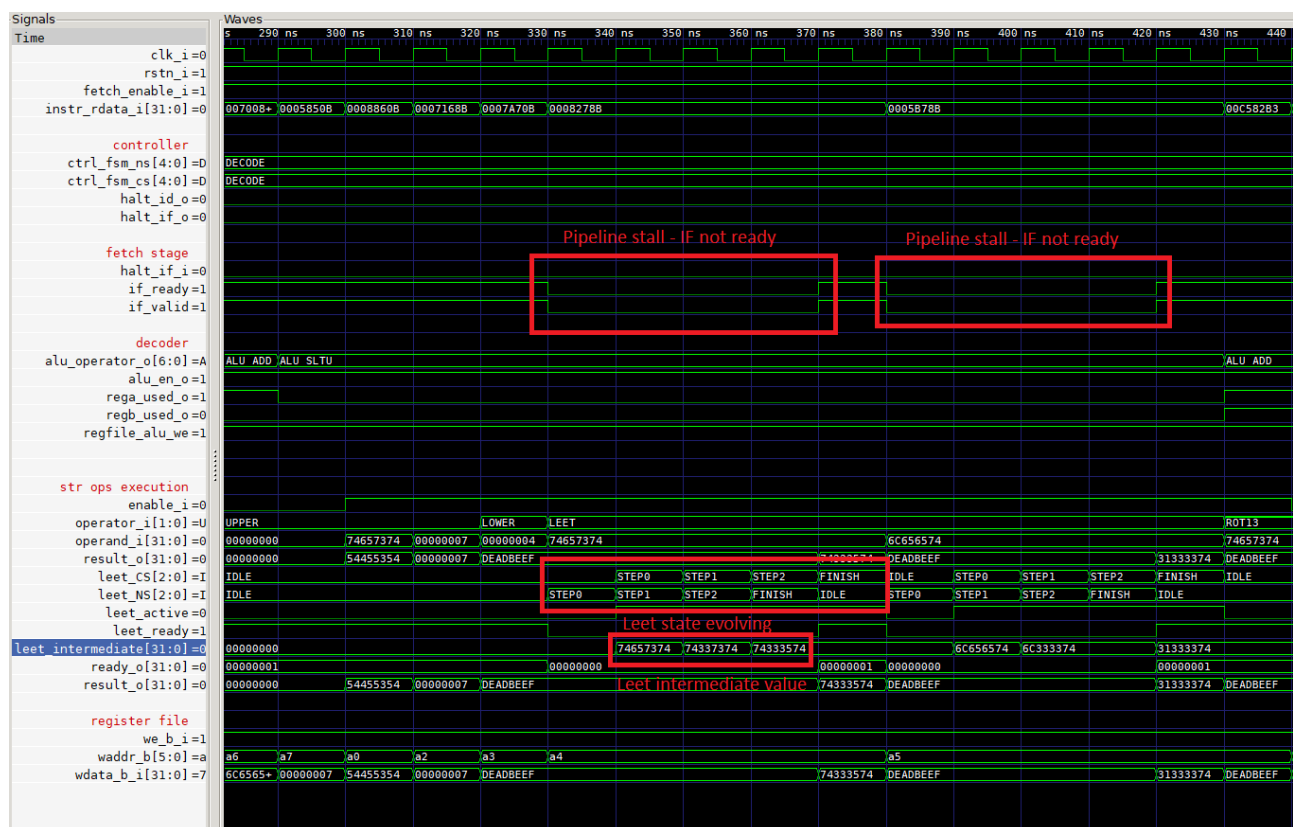 Signals Waves
Time s 290 ns 300 ns 310 ns 320 ns 330 ns 340 ns 350 ns 360 ns 370 ns 380 ns 390 ns 400 ns 410 ns 420 ns 430 ns 440
clk_i=0
rstn_i=1
fetch_enable_i=1
instr_rdata_i[31:0]=0 007008+ 0005850B 0008860B 0007168B 0007A70B 0008278B 0005B78B 00C582B3
controller
ctrl_fsm_ns[4:0]=D DECODE
ctrl_fsm_cs[4:0]=D DECODE
halt_id_o=0
halt_if_o=0
Pipeline stall - IF not ready Pipeline stall - IF not ready
fetch stage
halt_if_i=0
if_ready=1
if_valid=1
decoder
alu_operator_o[6:0]=A ALU ADD ALU SLTU ALU ADD
alu_en_o=1
rega_used_o=1
regb_used_o=0
regfile_alu_we=1
str ops execution
enable_i=0
operator_i[1:0]=U UPPER LOWER LEET ROT13
operand_i[31:0]=0 00000000 74657374 00000007 00000004 74657374 6C656574 74657374
result_o[31:0]=0 00000000 54455354 00000007 DEADBEEF 74333574 DEADBEEF 31333374 DEADBEEF
leet_CS[2:0]=I IDLE STEP0 STEP1 STEP2 FINISH IDLE STEP0 STEP1 STEP2 FINISH IDLE
leet_NS[2:0]=I IDLE STEP0 STEP1 STEP2 FINISH IDLE STEP0 STEP1 STEP2 FINISH IDLE
leet_active=0
leet_ready=1 Leet state evolving
leet_intermediate[31:0]=0 00000000 74657374 74337374 74333574 6C656574 6C333374 31333374
ready_o[31:0]=0 00000001 00000000 00000001 00000000 00000001
result_o[31:0]=0 00000000 54455354 00000007 DEADBEEF Leet intermediate value 74333574 DEADBEEF 31333374 DEADBEEF
register file
we_b_i=1
waddr_b[5:0]=a a6 a7 a0 a2 a3 a4 a5
wdata_b_i[31:0]=7 6C6565+ 00000007 54455354 00000007 DEADBEEF 74333574 DEADBEEF 31333374 DEADBEEF